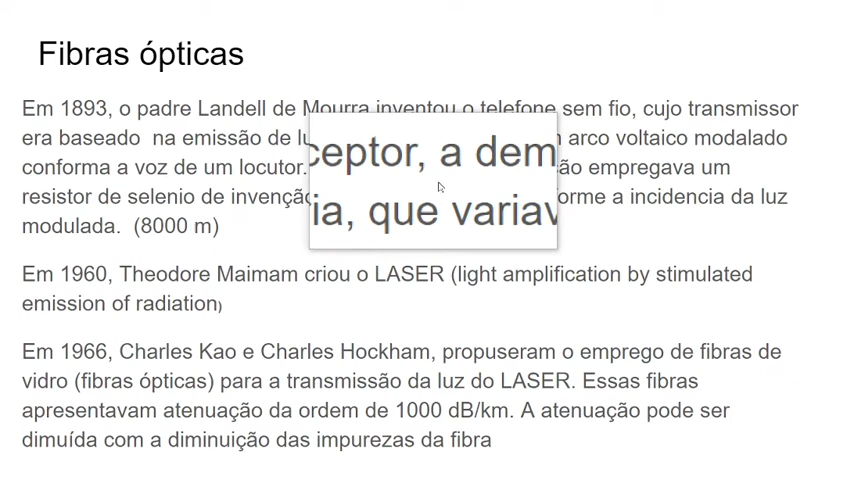 Fibras ópticas
Em 1893, o padre Landell de Mourra inventou o telefone sem fio, cujo transmissor
era baseado na emissão de arco voltaico modalado
conforma a voz de um locutor. empregava um
resistor de selenio de a incidencia da luz
modulada. (8000 m)
ceptor, a dem
ia, que variav
Em 1960, Theodore Maimam criou o LASER (light amplification by stimulated
emission of radiation)
Em 1966, Charles Kao e Charles Hockham, propuseram o emprego de fibras de
vidro (fibras ópticas) para a transmissão da luz do LASER. Essas fibras
apresentavam atenuação da ordem de 1000 dB/km. A atenuação pode ser
dimuída com a diminuição das impurezas da fibra